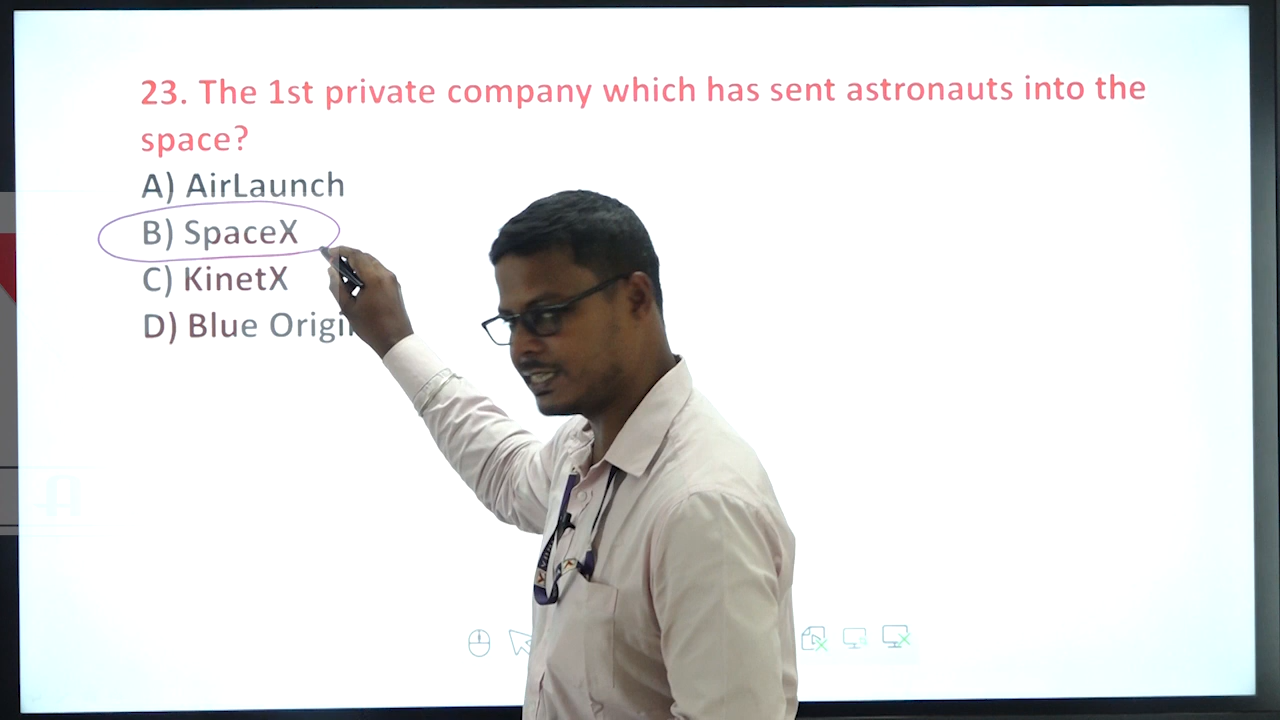 23. The 1st private company which has sent astronauts into the
space?
A) AirLaunch
B) SpaceX
C) KinetX
D) Blue Origi